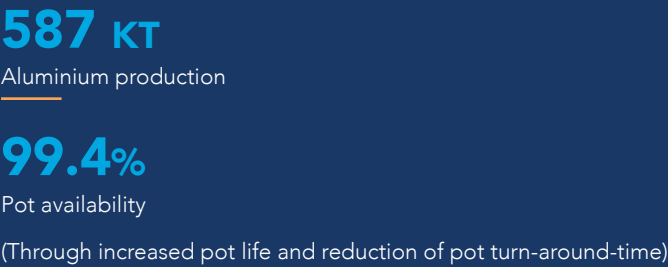 587 KT
Aluminium production
99.4%
Pot availability
(Through increased pot life and reduction of pot turn-around-time)